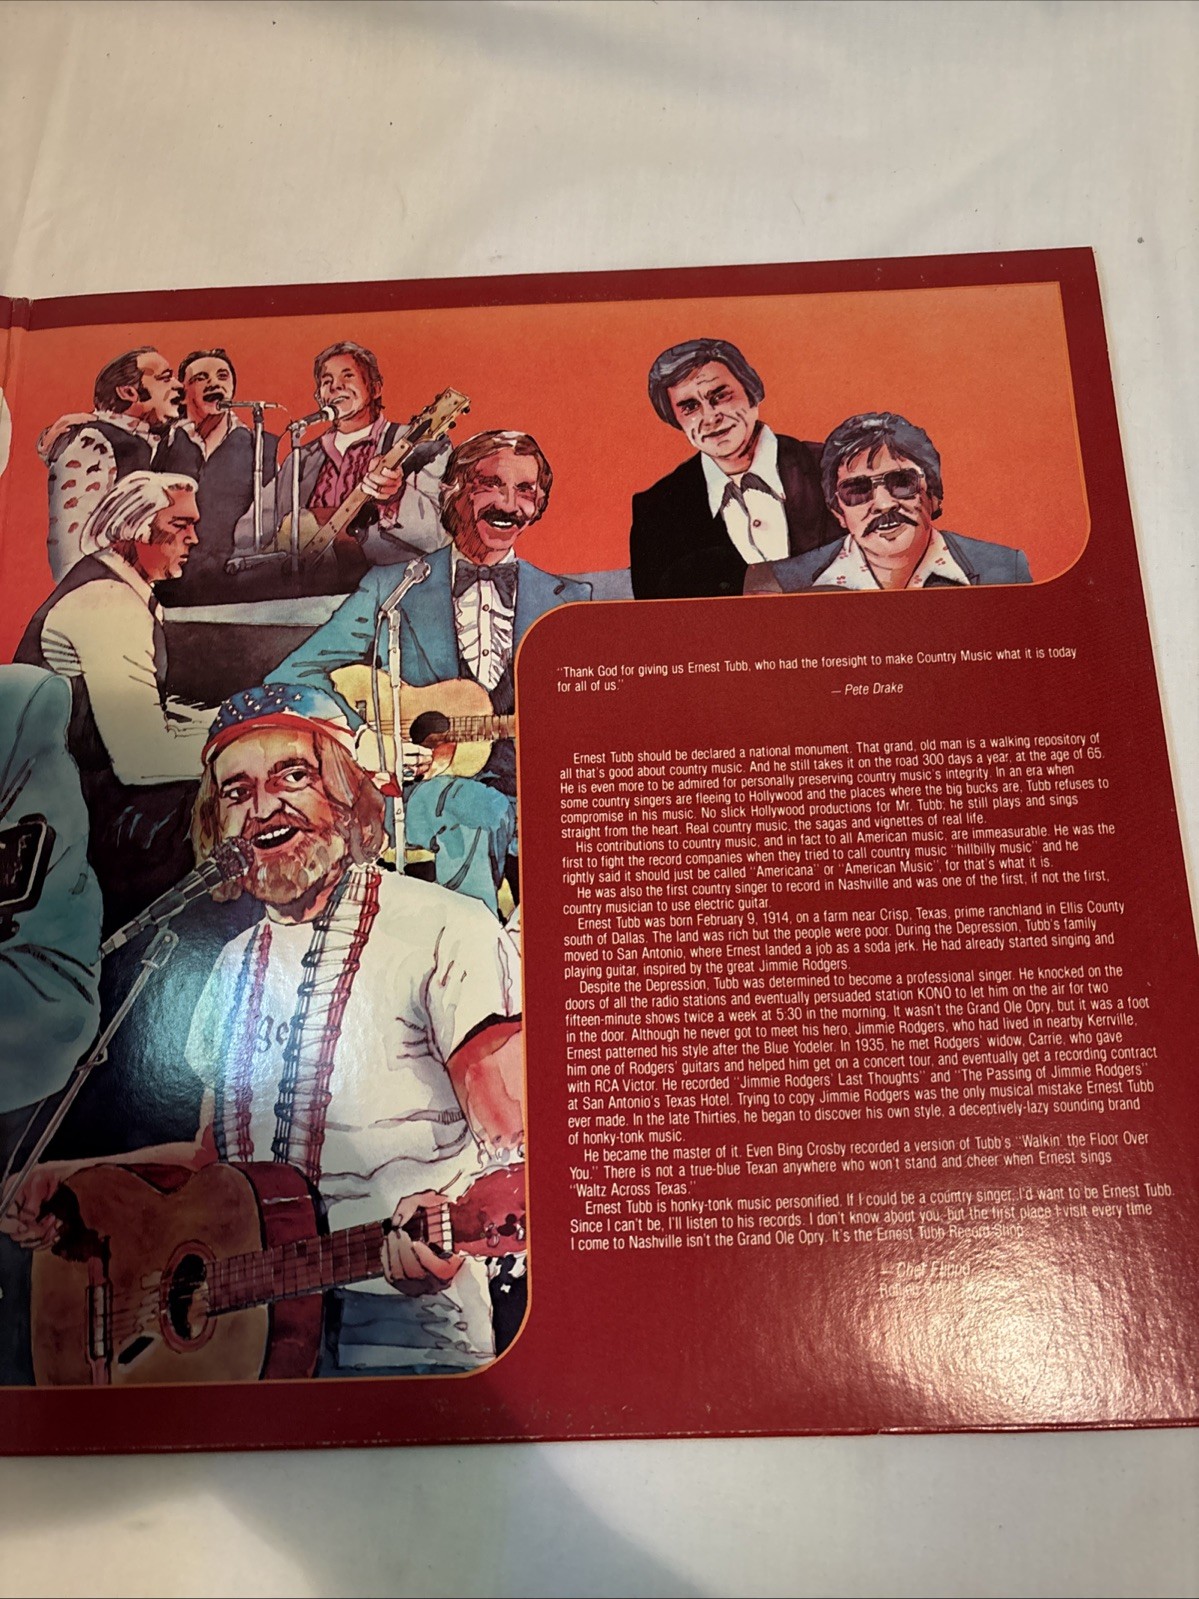 "Thank God for giving us Ernest Tubb, who had the foresight to make Country Music what it is today
for all of us."
— Pete Drake
Ernest Tubb should be declared a national monument. That grand, old man is a walking repository of
all that's good about country music. And he still takes it on the road 300 days a year, at the age of 65.
He is even more to be admired for personally preserving country music's integrity. In an era when
some country singers are fleeing to Hollywood and the places where the big bucks are, Tubb refuses to
compromise in his music. No slick Hollywood productions for Mr. Tubb; he still plays and sings
straight from the heart. Real country music, the sagas and vignettes of real life.
His contributions to country music, and in fact to all American music, are immeasurable. He was the
first to fight the record companies when they tried to call country music "hillbilly music" and he
rightly said it should just be called "Americana" or "American Music", for that's what it is.
He was also the first country singer to record in Nashville and was one of the first, if not the first,
country musician to use electric guitar.
Ernest Tubb was born February 9, 1914, on a farm near Crisp, Texas, prime ranchland in Ellis County
south of Dallas. The land was rich but the people were poor. During the Depression, Tubb's family
moved to San Antonio, where Ernest landed a job as a soda jerk. He had already started singing and
playing guitar, inspired by the great Jimmie Rodgers.
Despite the Depression, Tubb was determined to become a professional singer. He knocked on the
doors of all the radio stations and eventually persuaded station KONO to let him on the air for two
fifteen-minute shows twice a week at 5:30 in the morning. It wasn't the Grand Ole Opry, but it was a foot
in the door. Although he never got to meet his hero, Jimmie Rodgers, who had lived in nearby Kerrville,
Ernest patterned his style after the Blue Yodeler. In 1935, he met Rodgers' widow, Carrie, who gave
him one of Rodgers' guitars and helped him get on a concert tour, and eventually get a recording contract
with RCA Victor. He recorded "Jimmie Rodgers' Last Thoughts" and "The Passing of Jimmie Rodgers"
at San Antonio's Texas Hotel. Trying to copy Jimmie Rodgers was the only musical mistake Ernest Tubb
ever made. In the late Thirties, he began to discover his own style, a deceptively-lazy sounding brand
of honky-tonk music.
He became the master of it. Even Bing Crosby recorded a version of Tubb's "Walkin' the Floor Over
You." There is not a true-blue Texan anywhere who won't stand and cheer when Ernest sings
"Waltz Across Texas."
Ernest Tubb is honky-tonk music personified. If I could be a country singer, I'd want to be Ernest Tubb.
Since I can't be, I'll listen to his records. I don't know about you, but the first place I visit every time
I come to Nashville isn't the Grand Ole Opry. It's the Ernest Tubb Record Shop.
— Chet Flippo